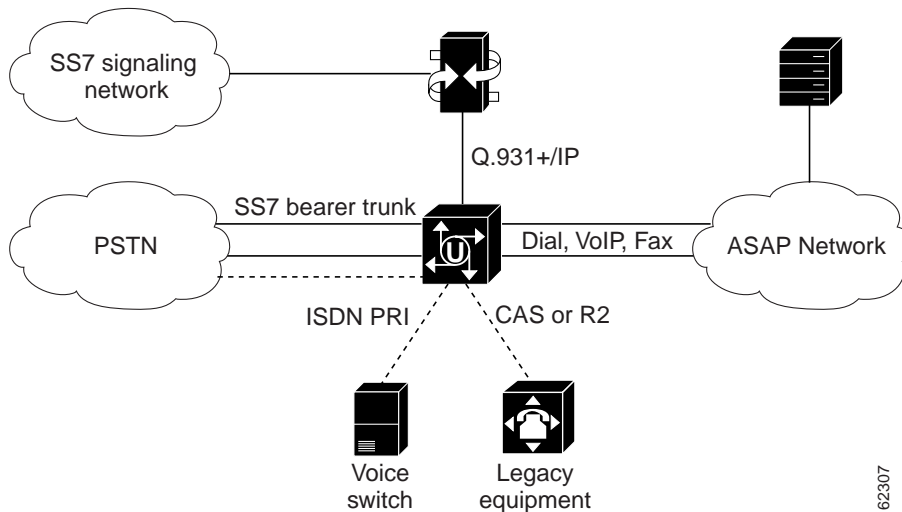 SS7 signaling
network
Q.931+/IP
SS7 bearer trunk
PSTN
U
Dial, VoIP, Fax
ASAP Network
ISDN PRI
CAS or R2
Voice
switch
Legacy
equipment
62307